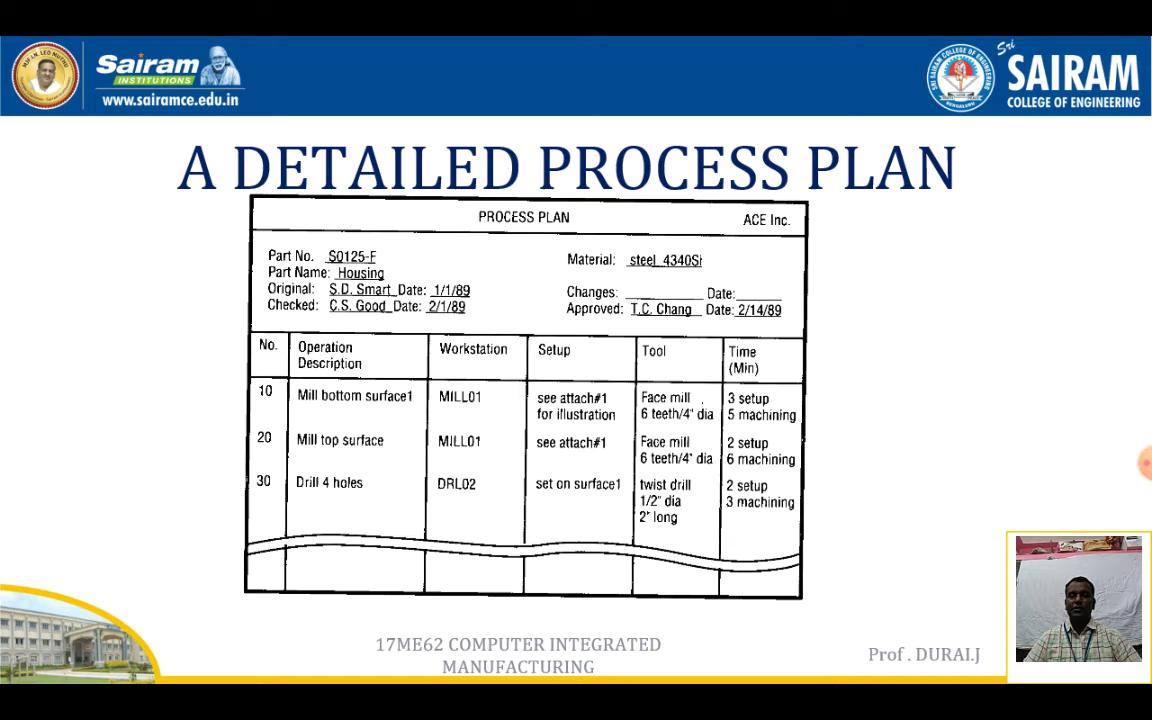 Sairam
INSTITUTIONS
www.sairamce.edu.in
Sri
SAIRAM
COLLEGE OF ENGINEERING
A DETAILED PROCESS PLAN
PROCESS PLAN ACE Inc.
Part No. S0125-F Material: steel 4340Si
Part Name: Housing
Original: S.D. Smart Date: 1/1/89 Changes: Date:
Checked: C.S. Good Date: 2/1/89 Approved: T.C. Chang Date: 2/14/89
No. Operation Workstation Setup Tool Time
Description (Min)
10 Mill bottom surface1 MILL01 see attach#1 Face mill 3 setup
for illustration 6 teeth/4" dia 5 machining
20 Mill top surface MILL01 see attach#1 Face mill 2 setup
6 teeth/4" dia 6 machining
30 Drill 4 holes DRL02 set on surface1 twist drill 2 setup
1/2" dia 3 machining
2" long
17ME62 COMPUTER INTEGRATED
MANUFACTURING
Prof . DURAI.J